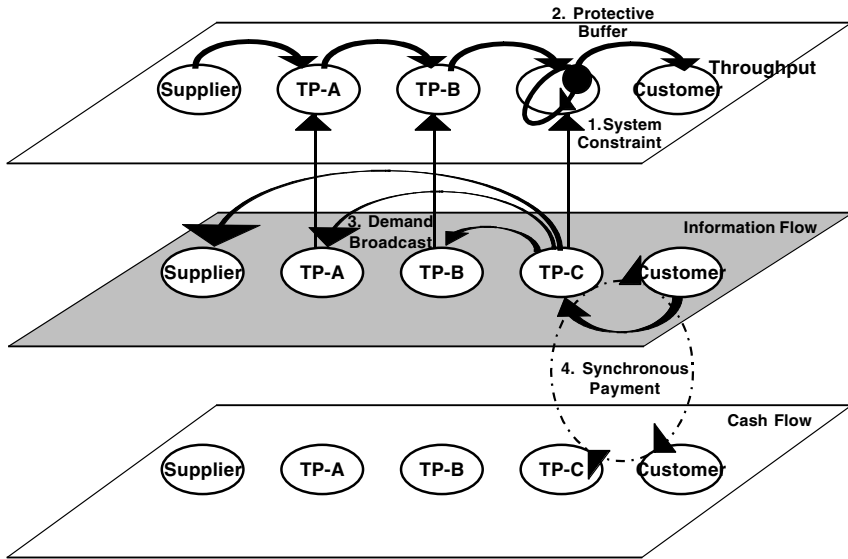 2. Protective
Buffer
Throughput
Supplier
TP-A
TP-B
Customer
1.System
Constraint
3. Demand
Broadcast
Information Flow
Supplier
TP-A
TP-B
TP-C
Customer
4. Synchronous
Payment
Cash Flow
Supplier
TP-A
TP-B
TP-C
Customer